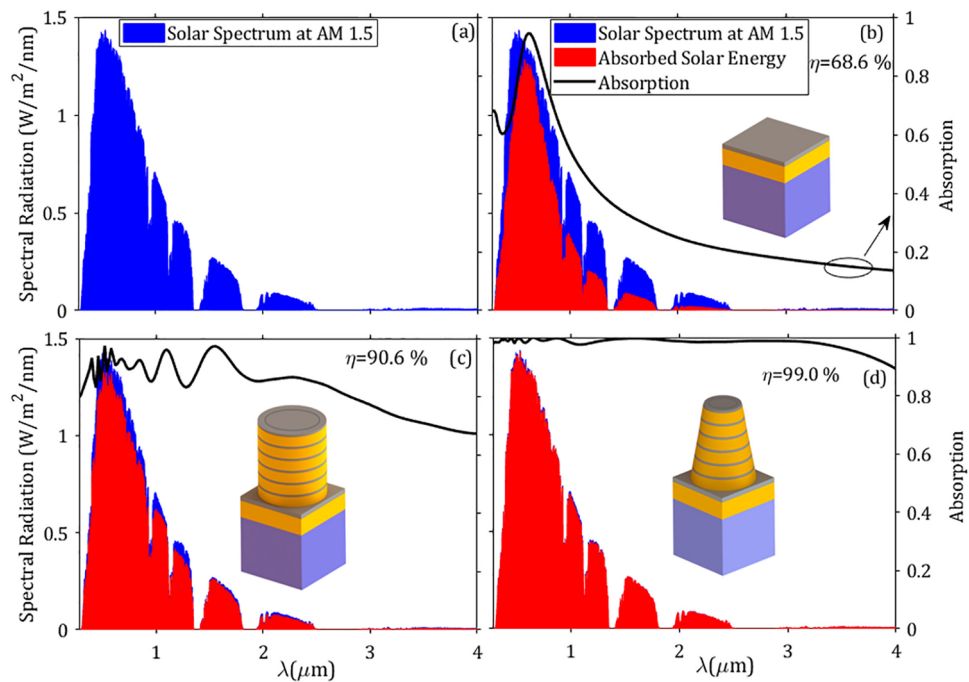 1.5
1
0.5
0
Spectral Radiation (W/m²/nm)
Solar Spectrum at AM 1.5
(a)
Solar Spectrum at AM 1.5
Absorbed Solar Energy
Absorption
(b)
η=68.6 %
1
0.8
0.6
0.4
0.2
0
Absorption
1.5
1
0.5
0
Spectral Radiation (W/m²/nm)
η=90.6 %
(c)
1
2
3
4
λ(μm)
η=99.0 %
(d)
1
2
3
4
λ(μm)
1
0.8
0.6
0.4
0.2
0
Absorption